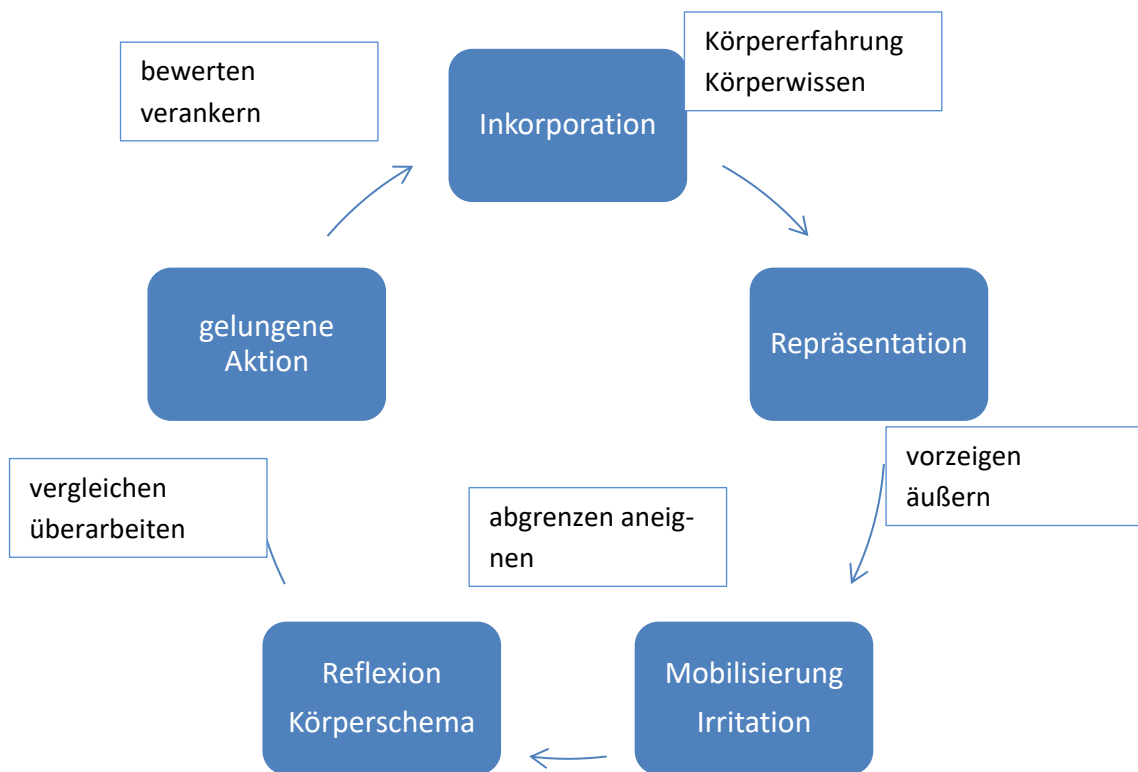 bewerten
verankern
Inkorporation
Körpererfahrung
Körperwissen
gelungene
Aktion
Repräsentation
vergleichen
überarbeiten
abgrenzen aneig-
nen
vorzeigen
äußern
Reflexion
Körperschema
Mobilisierung
Irritation